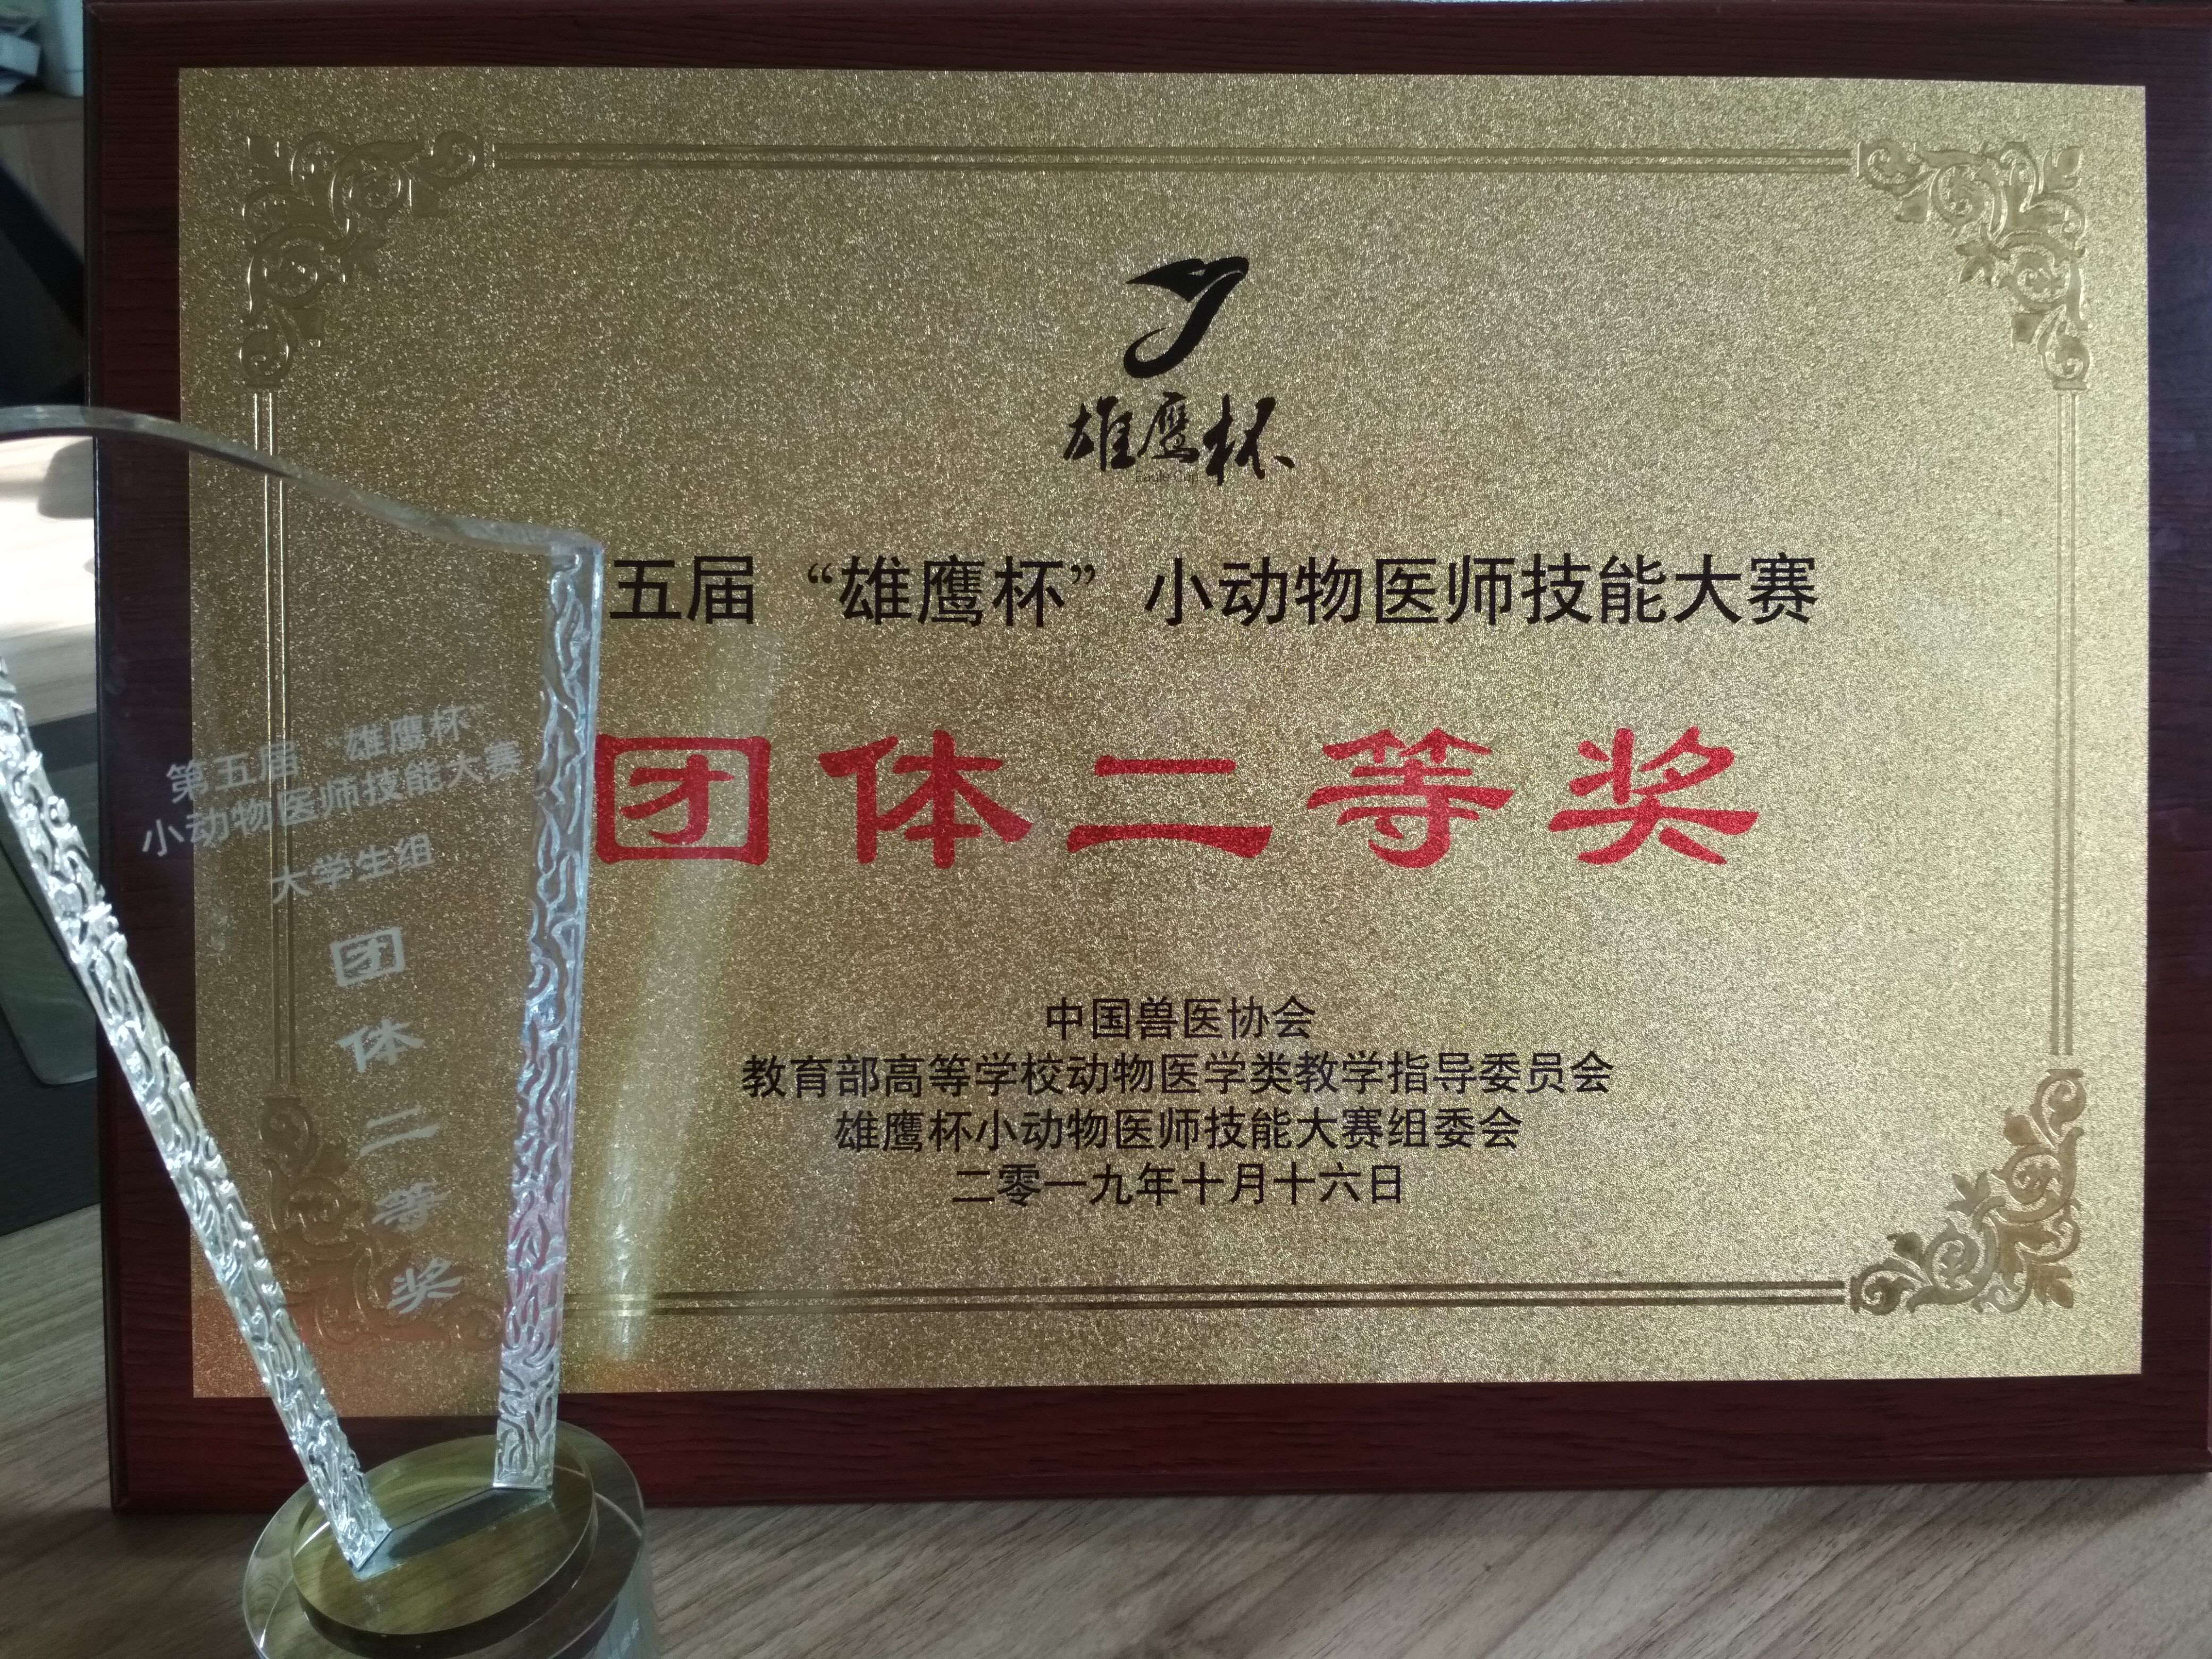 雄鹰杯
五届“雄鹰杯”小动物医师技能大赛
团体二等奖
中国兽医协会
教育部高等学校动物医学类教学指导委员会
雄鹰杯小动物医师技能大赛组委会
二零一九年十月十六日
第五届“雄鹰杯”
小动物医师技能大赛
大学生组
团
体
二
等
奖